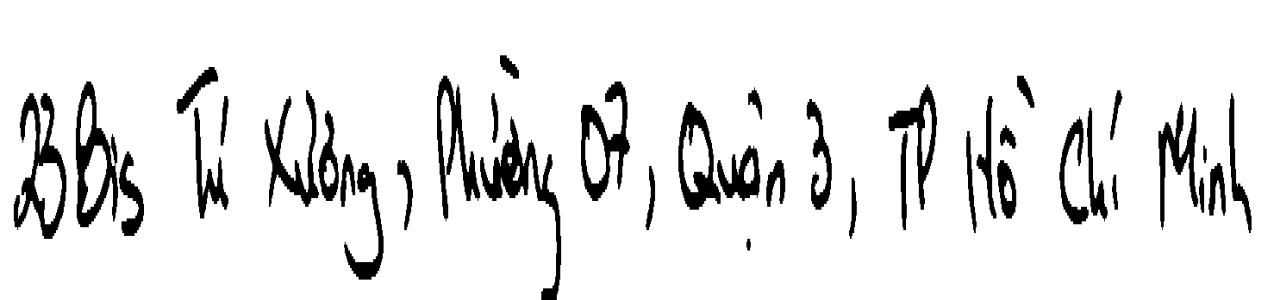 23 Bis Tú Xương, Phường 07, Quận 3, TP Hồ Chí Minh